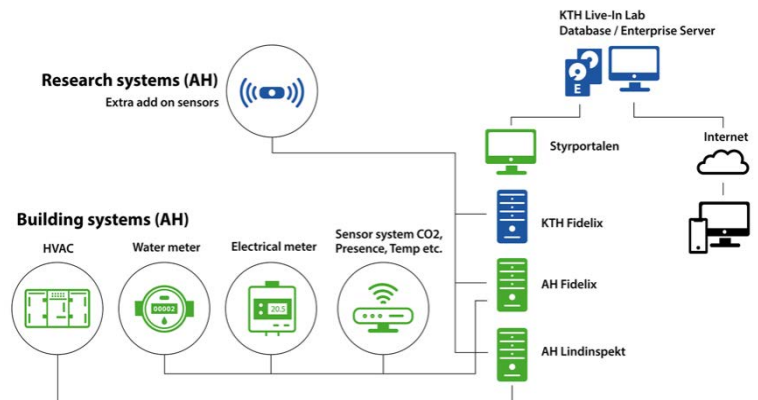 KTH Live-In Lab
Database / Enterprise Server
E
Research systems (AH)
Extra add on sensors
Styrportalen
Internet
KTH Fidelix
Building systems (AH)
HVAC
Water meter
Electrical meter
Sensor system CO2,
Presence, Temp etc.
AH Fidelix
00002
20.5
AH Lindinspekt